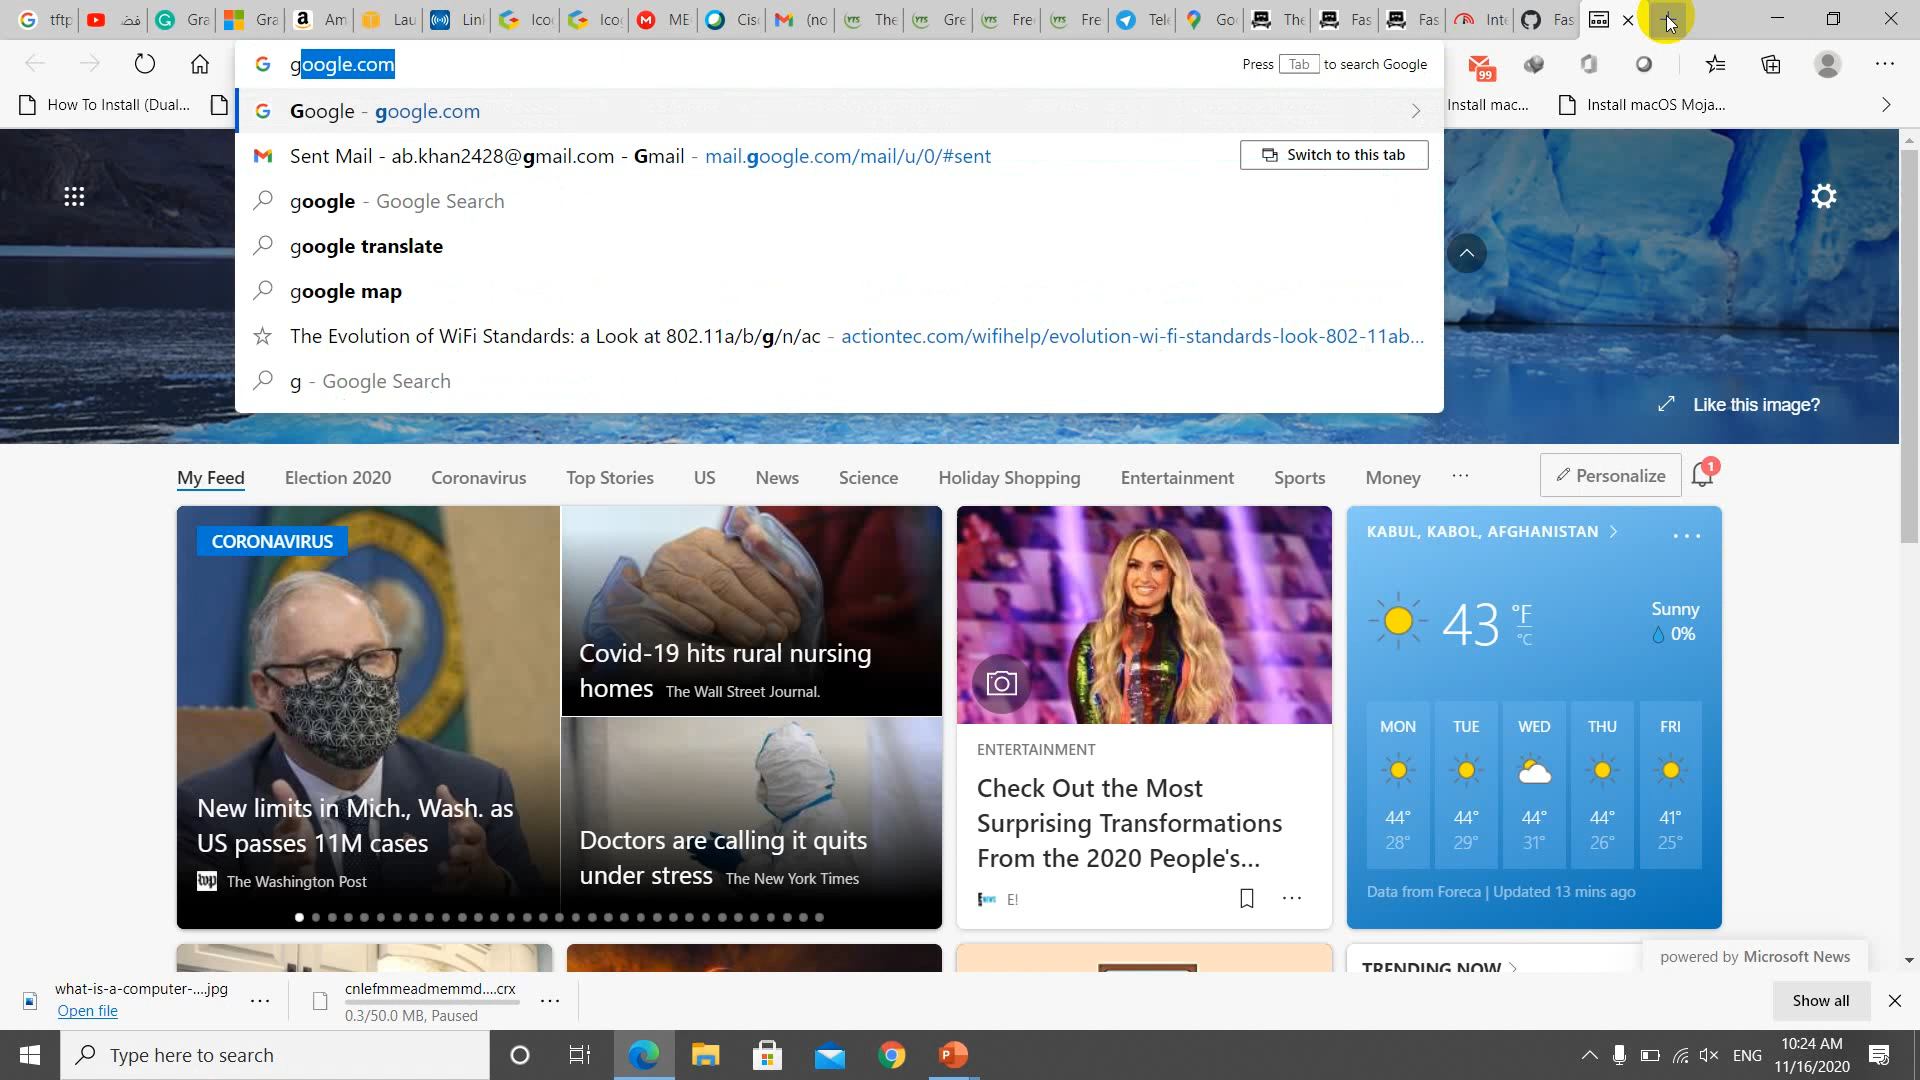 tftp
فض
Gra
Gra
Am
Lau
Link
Ico
Ico
ME
Cis
(no
The
Gre
Fre
Fre
Tele
Go
The
Fas
Fas
Inte
Fas
google.com
Press Tab to search Google
99
How To Install (Dual...
Install mac...
Install macOS Moja...
Google - google.com
Sent Mail - ab.khan2428@gmail.com - Gmail - mail.google.com/mail/u/0/#sent
Switch to this tab
google - Google Search
google translate
google map
The Evolution of WiFi Standards: a Look at 802.11a/b/g/n/ac - actiontec.com/wifihelp/evolution-wi-fi-standards-look-802-11ab...
g - Google Search
Like this image?
My Feed
Election 2020
Coronavirus
Top Stories
US
News
Science
Holiday Shopping
Entertainment
Sports
Money
...
Personalize
1
CORONAVIRUS
New limits in Mich., Wash. as
US passes 11M cases
wp The Washington Post
Covid-19 hits rural nursing
homes The Wall Street Journal.
Doctors are calling it quits
under stress The New York Times
ENTERTAINMENT
Check Out the Most
Surprising Transformations
From the 2020 People's...
E!
KABUL, KABOL, AFGHANISTAN
43 °F
°C
Sunny
0%
MON TUE WED THU FRI
44° 44° 44° 44° 41°
28° 29° 31° 26° 25°
Data from Foreca | Updated 13 mins ago
TRENDING NOW
powered by Microsoft News
what-is-a-computer-....jpg
Open file
cnlefmmeadmemmd....crx
0.3/50.0 MB, Paused
Show all
Type here to search
ENG
10:24 AM
11/16/2020